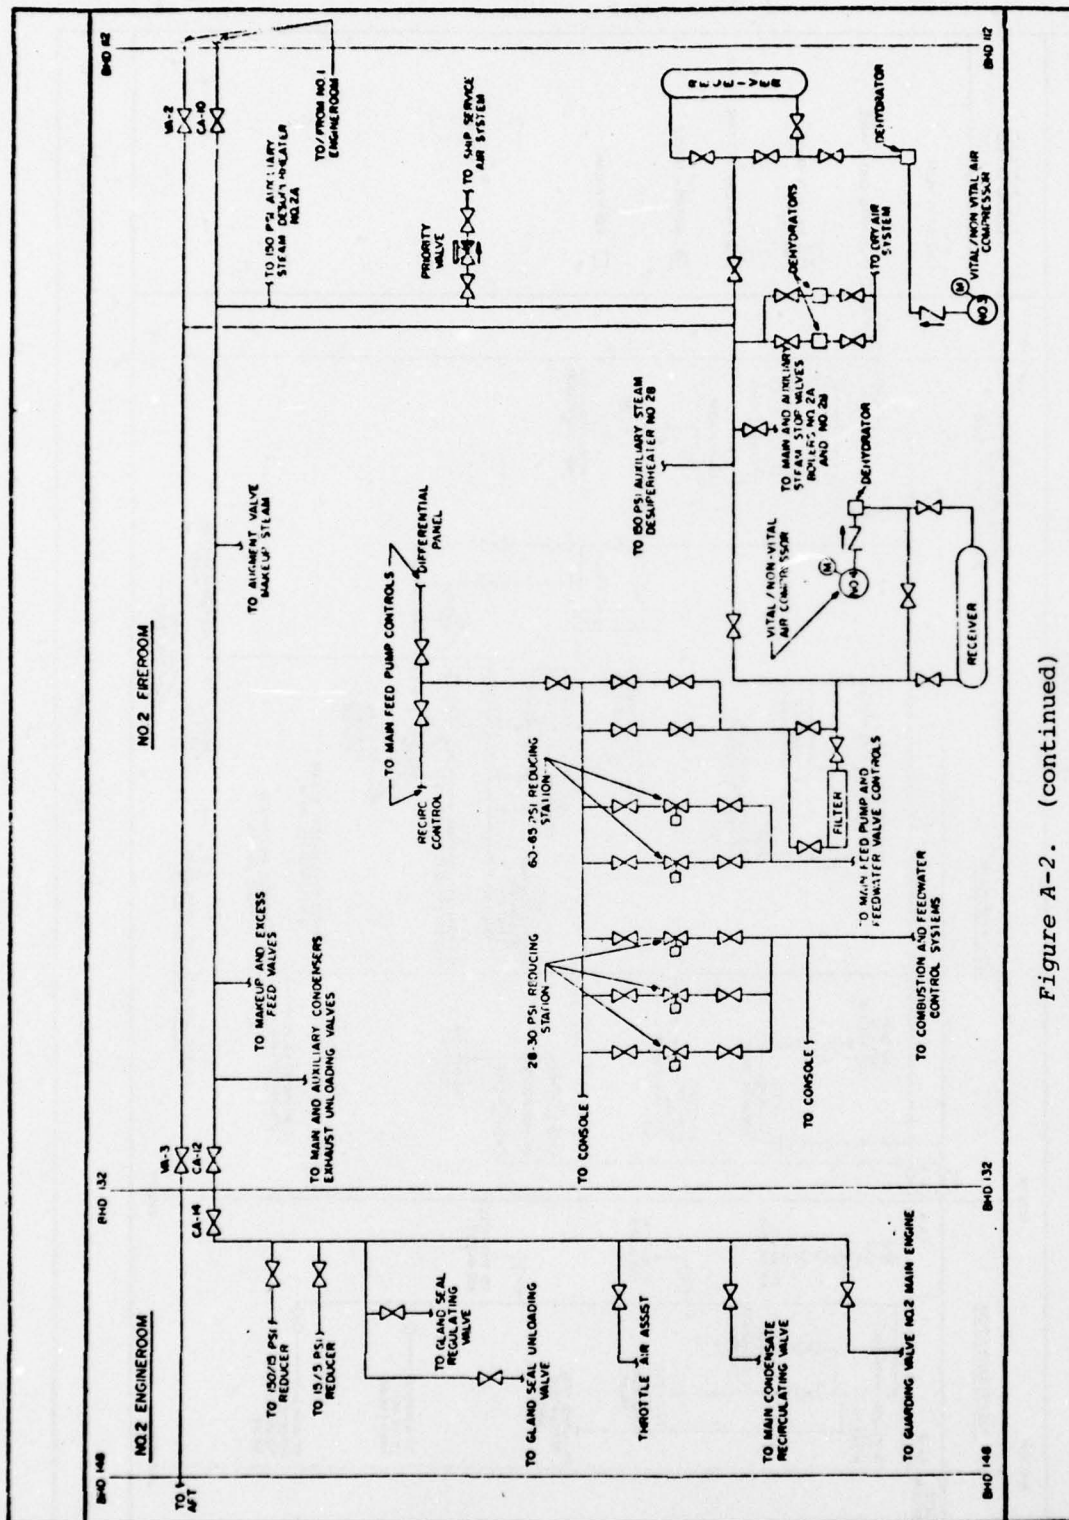 BHD 148
BHD 132
NO.2 ENGINEROOM
NO.2 FIREROOM
TO
AFT
VA-3
CA-12
CA-14
VA-2
CA-10
TO/FROM NO.1
ENGINEROOM
TO 150/15 PSI
REDUCER
TO 15/5 PSI
REDUCER
TO GLAND SEAL
REGULATING
VALVE
TO GLAND SEAL UNLOADING
VALVE
THROTTLE AIR ASSIST
TO MAIN CONDENSATE
RECIRCULATING VALVE
TO GUARDING VALVE NO.2 MAIN ENGINE
TO MAKEUP AND EXCESS
FEED VALVES
TO MAIN AND AUXILIARY CONDENSERS
EXHAUST UNLOADING VALVES
TO AUGMENT VALVE
MAKEUP STEAM
TO 150 PSI AUXILIARY
STEAM DESUPERHEATER
NO.2A
PRIORITY
VALVE
TO SHIP SERVICE
AIR SYSTEM
TO MAIN FEED PUMP CONTROLS
RECIRC
CONTROL
DIFFERENTIAL
PANEL
TO CONSOLE
28-30 PSI REDUCING
STATION
60-65 PSI REDUCING
STATION
TO CONSOLE
TO COMBUSTION AND FEEDWATER
CONTROL SYSTEMS
TO MAIN FEED PUMP AND
FEEDWATER VALVE CONTROLS
FILTER
TO 150 PSI AUXILIARY STEAM
DESUPERHEATER NO 2B
TO MAIN AND AUXILIARY
STEAM STOP VALVES
BOILERS NO.2A
AND NO 2B
VITAL/NON-VITAL
AIR COMPRESSOR
M
NO 4
DEHYDRATOR
RECEIVER
DEHYDRATORS
TO DRY AIR
SYSTEM
RECEIVER
DEHYDRATOR
M
NO 3
VITAL/NON VITAL AIR
COMPRESSOR
BHD 148
BHD 132
BHD 112
Figure A-2. (continued)